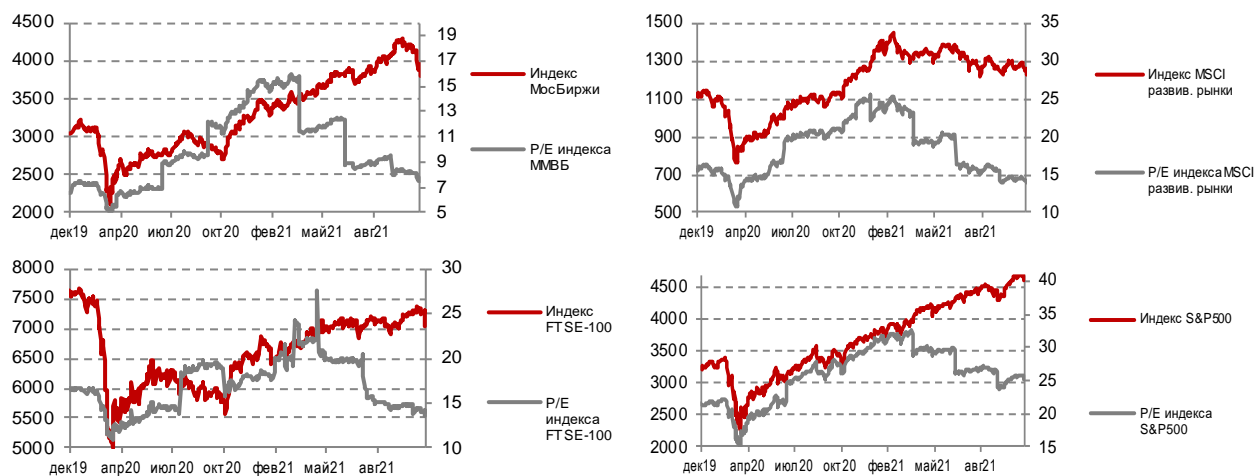 4500
4000
3500
3000
2500
2000
19
17
15
13
11
9
7
5
дек19 апр20 июл20 окт20 фев21 май21 авг21
Индекс
МосБиржи
P/E индекса
ММВБ
1500
1300
1100
900
700
500
35
30
25
20
15
10
дек19 апр20 июл20 окт20 фев21 май21 авг21
Индекс MSCI
развив. рынки
P/E индекса MSCI
развив. рынки
8000
7500
7000
6500
6000
5500
5000
30
25
20
15
10
дек19 апр20 июл20 окт20 фев21 май21 авг21
Индекс
FTSE-100
P/E
индекса
FTSE-100
4500
4000
3500
3000
2500
2000
40
35
30
25
20
15
дек19 апр20 июл20 окт20 фев21 май21 авг21
Индекс S&P500
P/E индекса
S&P500